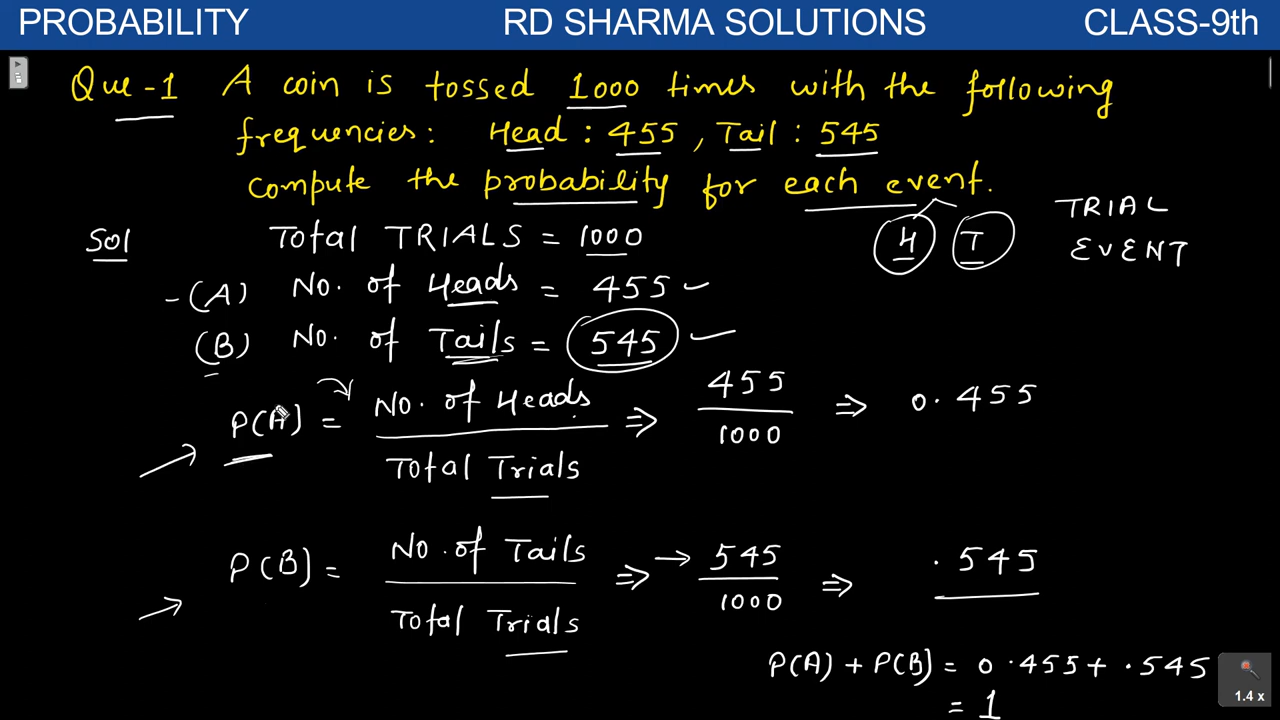 PROBABILITY RD SHARMA SOLUTIONS CLASS-9th
Que-1 A coin is tossed 1000 times with the following
frequencies: Head : 455, Tail : 545
compute the probability for each event.
H T
TRIAL
EVENT
Sol Total TRIALS = 1000
-(A) No. of Heads = 455
(B) No. of Tails = 545
P(A) = No. of Heads / Total Trials ⇒ 455 / 1000 ⇒ 0.455
P(B) = No. of Tails / Total Trials ⇒ → 545 / 1000 ⇒ .545
P(A) + P(B) = 0.455 + .545
= 1
1.4 x